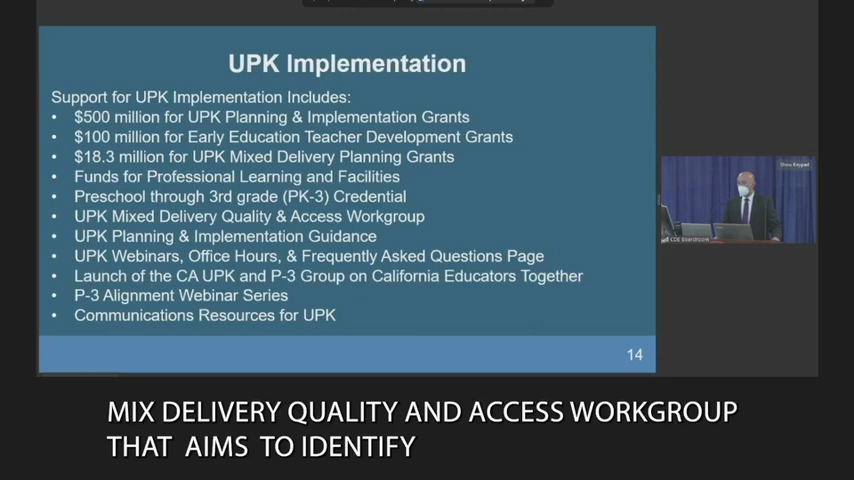 UPK Implementation
Support for UPK Implementation Includes:
• $500 million for UPK Planning & Implementation Grants
• $100 million for Early Education Teacher Development Grants
• $18.3 million for UPK Mixed Delivery Planning Grants
• Funds for Professional Learning and Facilities
• Preschool through 3rd grade (PK-3) Credential
• UPK Mixed Delivery Quality & Access Workgroup
• UPK Planning & Implementation Guidance
• UPK Webinars, Office Hours, & Frequently Asked Questions Page
• Launch of the CA UPK and P-3 Group on California Educators Together
• P-3 Alignment Webinar Series
• Communications Resources for UPK
14
Show Keypad
CDE Boardroom
MIX DELIVERY QUALITY AND ACCESS WORKGROUP
THAT AIMS TO IDENTIFY